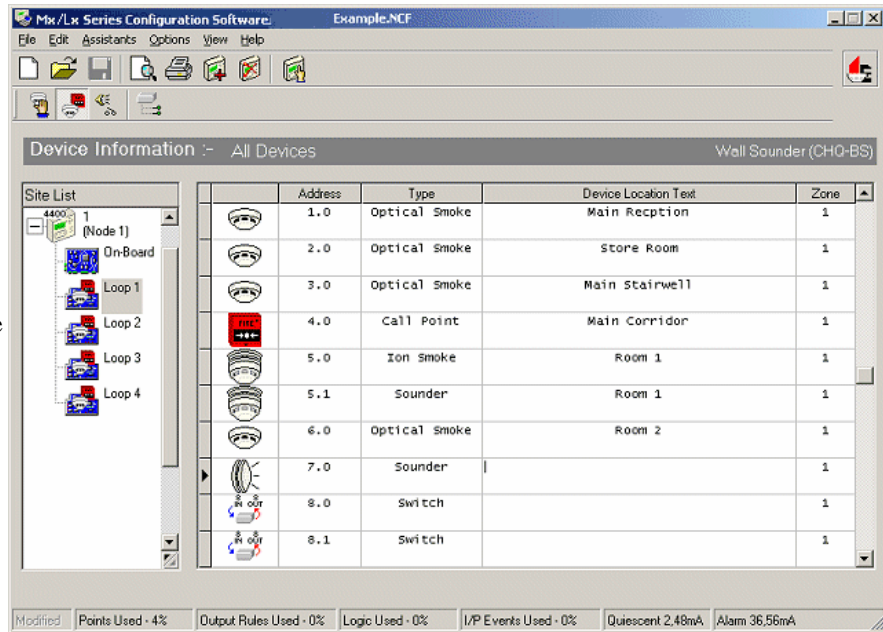 Mx/Lx Series Configuration Software. Example.NCF
File Edit Assistants Options View Help
Device Information :- All Devices Wall Sounder (CHQ-BS)
Site List
4400
1
(Node 1)
On-Board
Loop 1
Loop 2
Loop 3
Loop 4
Address Type Device Location Text Zone
1.0 Optical Smoke Main Recption 1
2.0 Optical Smoke Store Room 1
3.0 Optical Smoke Main Stairwell 1
FIRE
4.0 Call Point Main Corridor 1
5.0 Ion Smoke Room 1 1
5.1 Sounder Room 1 1
6.0 Optical Smoke Room 2 1
7.0 Sounder 1
IN OUT
8.0 Switch 1
IN OUT
8.1 Switch 1
Modified Points Used - 4% Output Rules Used - 0% Logic Used - 0% I/P Events Used - 0% Quiescent 2,48mA Alarm 36,56mA